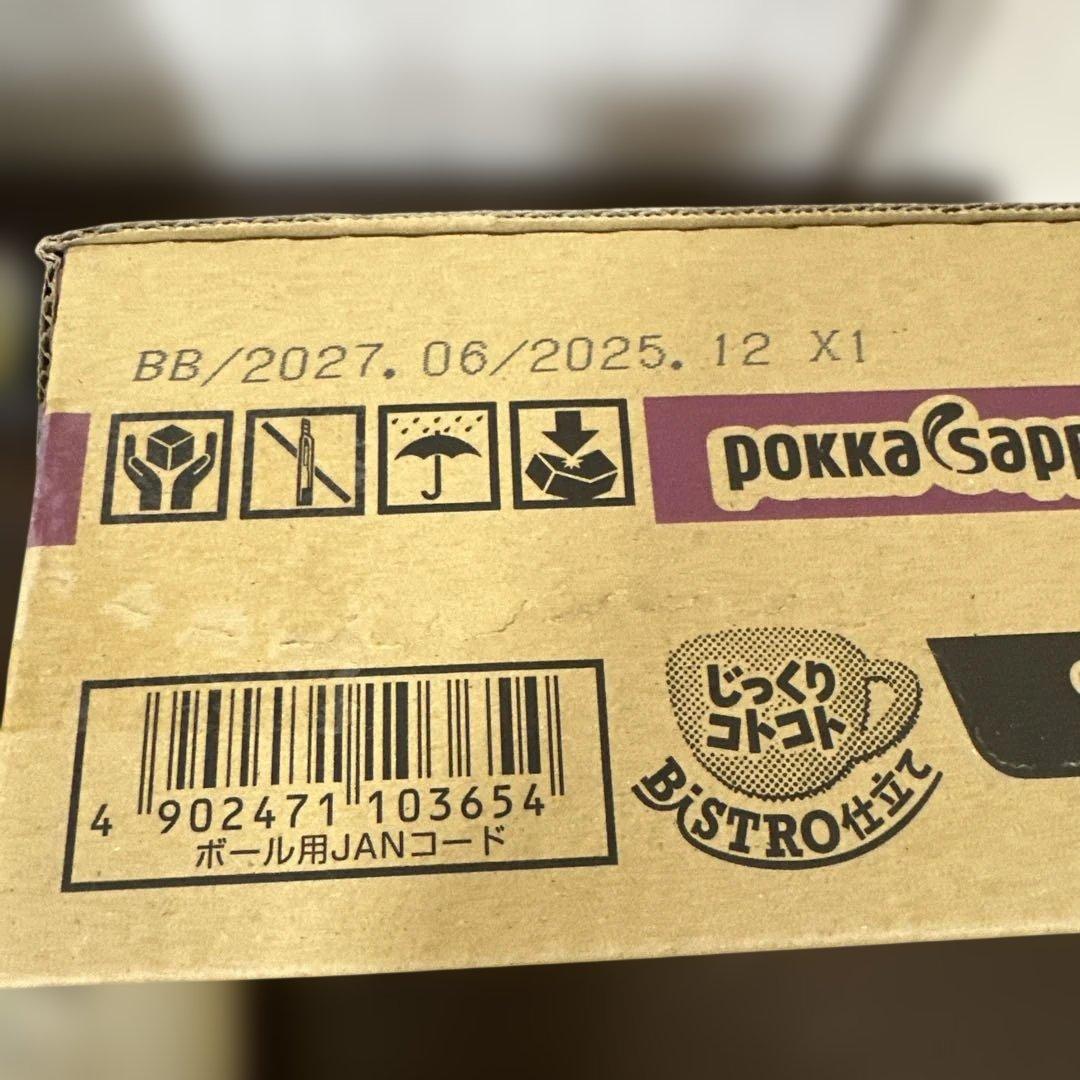 BB/2027.06/2025.12 X1
POKKA Sapp
じっくり
コトコト
BiSTRO仕立て
4 902471 103654
ボール用JANコード